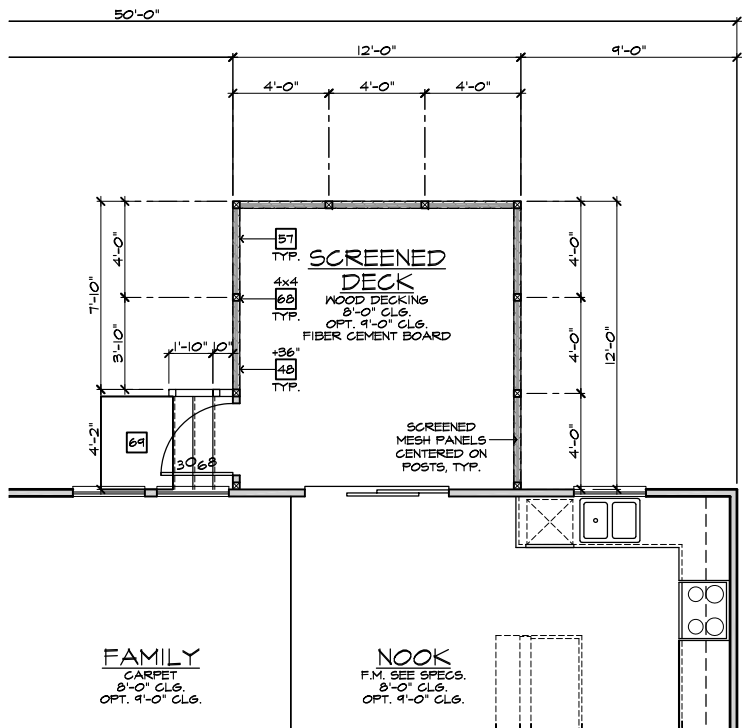 50'-0"
12'-0"
9'-0"
4'-0"
4'-0"
4'-0"
57
TYP.
4'-0"
7'-10"
3'-10"
4'-2"
1'-10"
10"
4x4
68
TYP.
+36"
48
TYP.
SCREENED
DECK
WOOD DECKING
8'-0" CLG.
OPT. 9'-0" CLG.
FIBER CEMENT BOARD
4'-0"
4'-0"
4'-0"
12'-0"
69
3068
SCREENED
MESH PANELS
CENTERED ON
POSTS, TYP.
FAMILY
CARPET
8'-0" CLG.
OPT. 9'-0" CLG.
NOOK
F.M. SEE SPECS.
8'-0" CLG.
OPT. 9'-0" CLG.